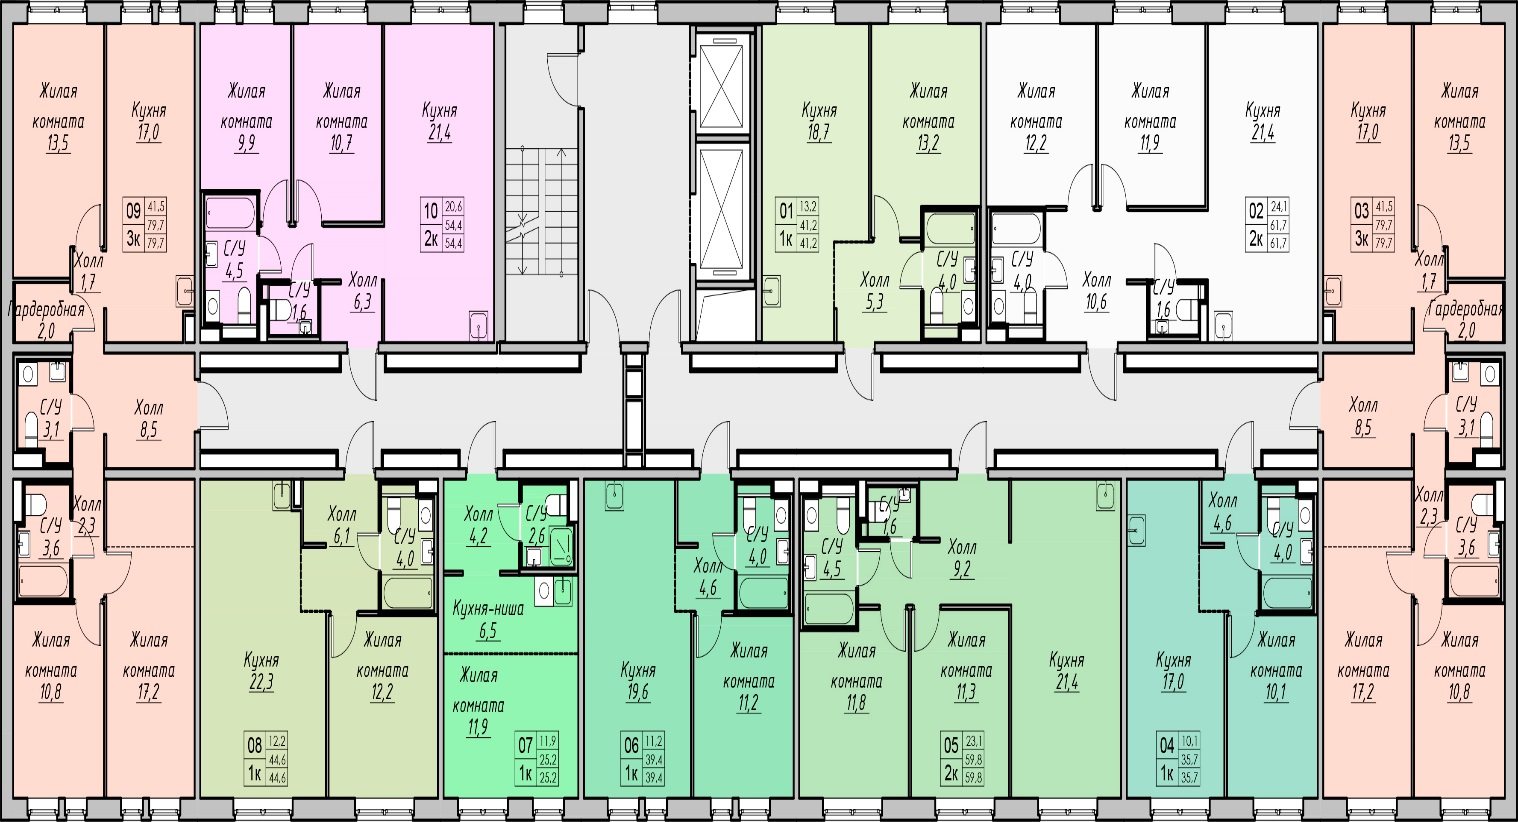 Жилая
комната
13,5
Кухня
17,0
09 41,5
79,7
3к 79,7
Холл
1,7
Гардеробная
2,0
Жилая
комната
9,9
Жилая
комната
10,7
Кухня
21,4
10 20,6
54,4
2к 54,4
С/У
4,5
С/У
1,6
Холл
6,3
Кухня
18,7
Жилая
комната
13,2
01 13,2
41,2
1к 41,2
Холл
5,3
С/У
4,0
Жилая
комната
12,2
Жилая
комната
11,9
Кухня
21,4
02 24,1
61,7
2к 61,7
С/У
4,0
Холл
10,6
С/У
1,6
Кухня
17,0
Жилая
комната
13,5
03 41,5
79,7
3к 79,7
Холл
1,7
Гардеробная
2,0
С/У
3,1
Холл
8,5
Холл
8,5
С/У
3,1
С/У
3,6
Холл
2,3
Жилая
комната
10,8
Жилая
комната
17,2
Холл
6,1
С/У
4,0
Кухня
22,3
Жилая
комната
12,2
08 12,2
44,6
1к 44,6
Холл
4,2
С/У
2,6
Кухня-ниша
6,5
Жилая
комната
11,9
07 11,9
25,2
1к 25,2
Холл
4,6
С/У
4,0
Кухня
19,6
Жилая
комната
11,2
06 11,2
39,4
1к 39,4
С/У
4,5
С/У
1,6
Холл
9,2
Жилая
комната
11,8
Жилая
комната
11,3
Кухня
21,4
05 23,1
59,8
2к 59,8
Холл
4,6
С/У
4,0
Кухня
17,0
Жилая
комната
10,1
04 10,1
35,7
1к 35,7
Холл
2,3
С/У
3,6
Жилая
комната
17,2
Жилая
комната
10,8